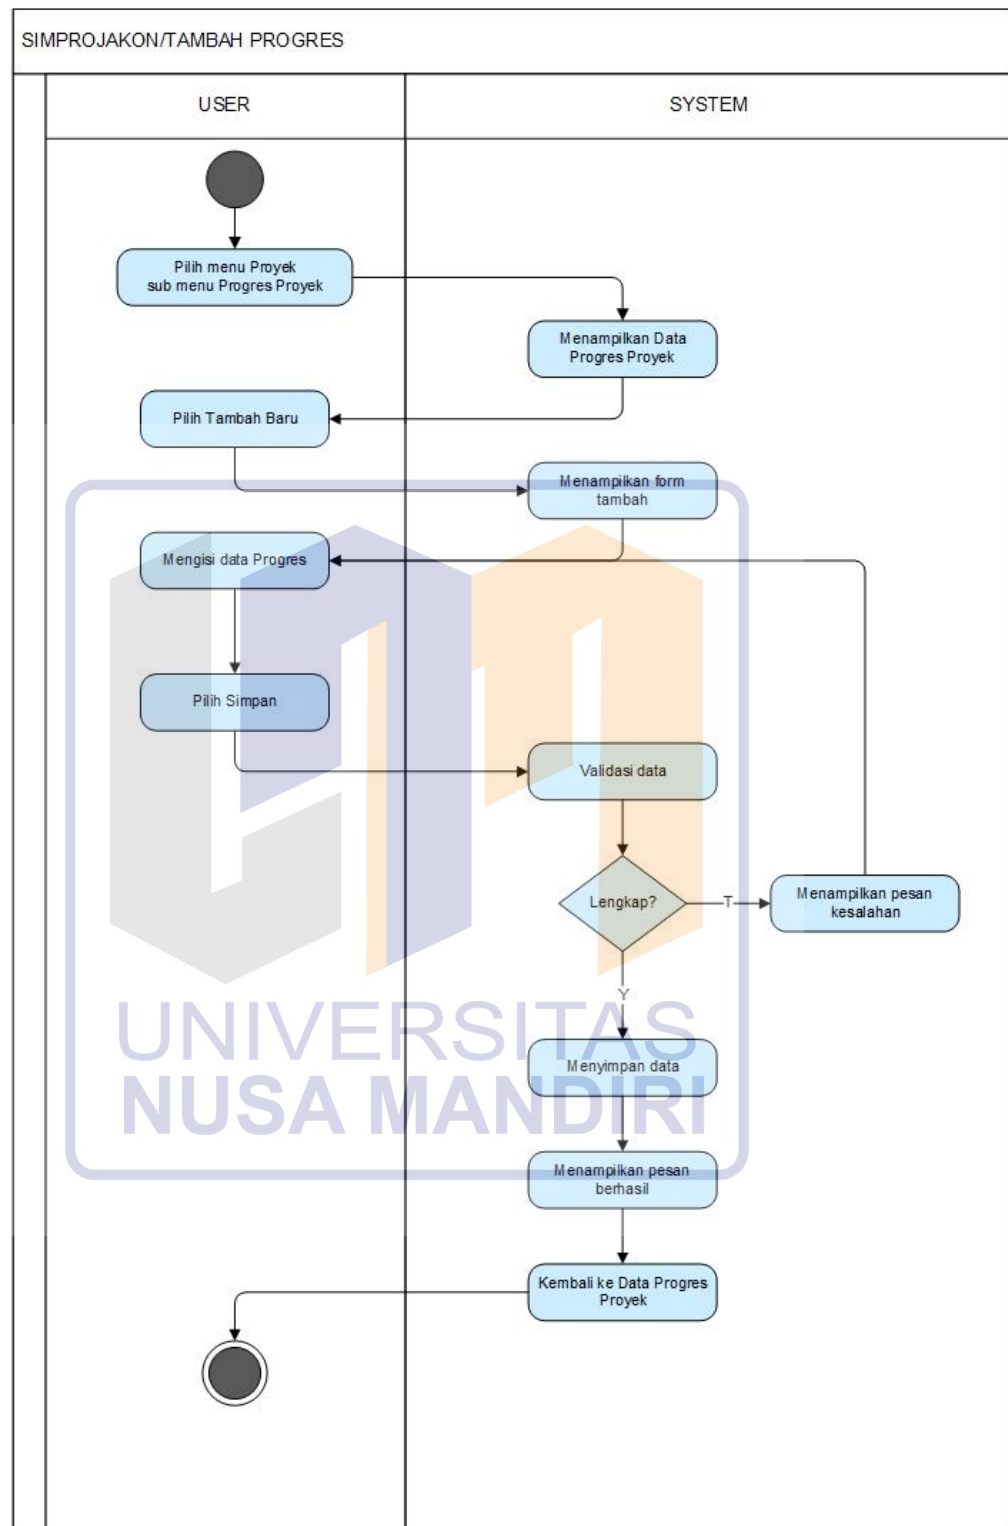 SIMPROJAKON/TAMBAH PROGRES
USER
SYSTEM
Pilih menu Proyek
sub menu Progres Proyek
Menampilkan Data
Progres Proyek
Pilih Tambah Baru
Menampilkan form
tambah
Mengisi data Progres
Pilih Simpan
Validasi data
Lengkap?
T
Menampilkan pesan
kesalahan
Y
UNIVERSITAS
Menyimpan data
NUSA MANDIRI
Menampilkan pesan
berhasil
Kembali ke Data Progres
Proyek